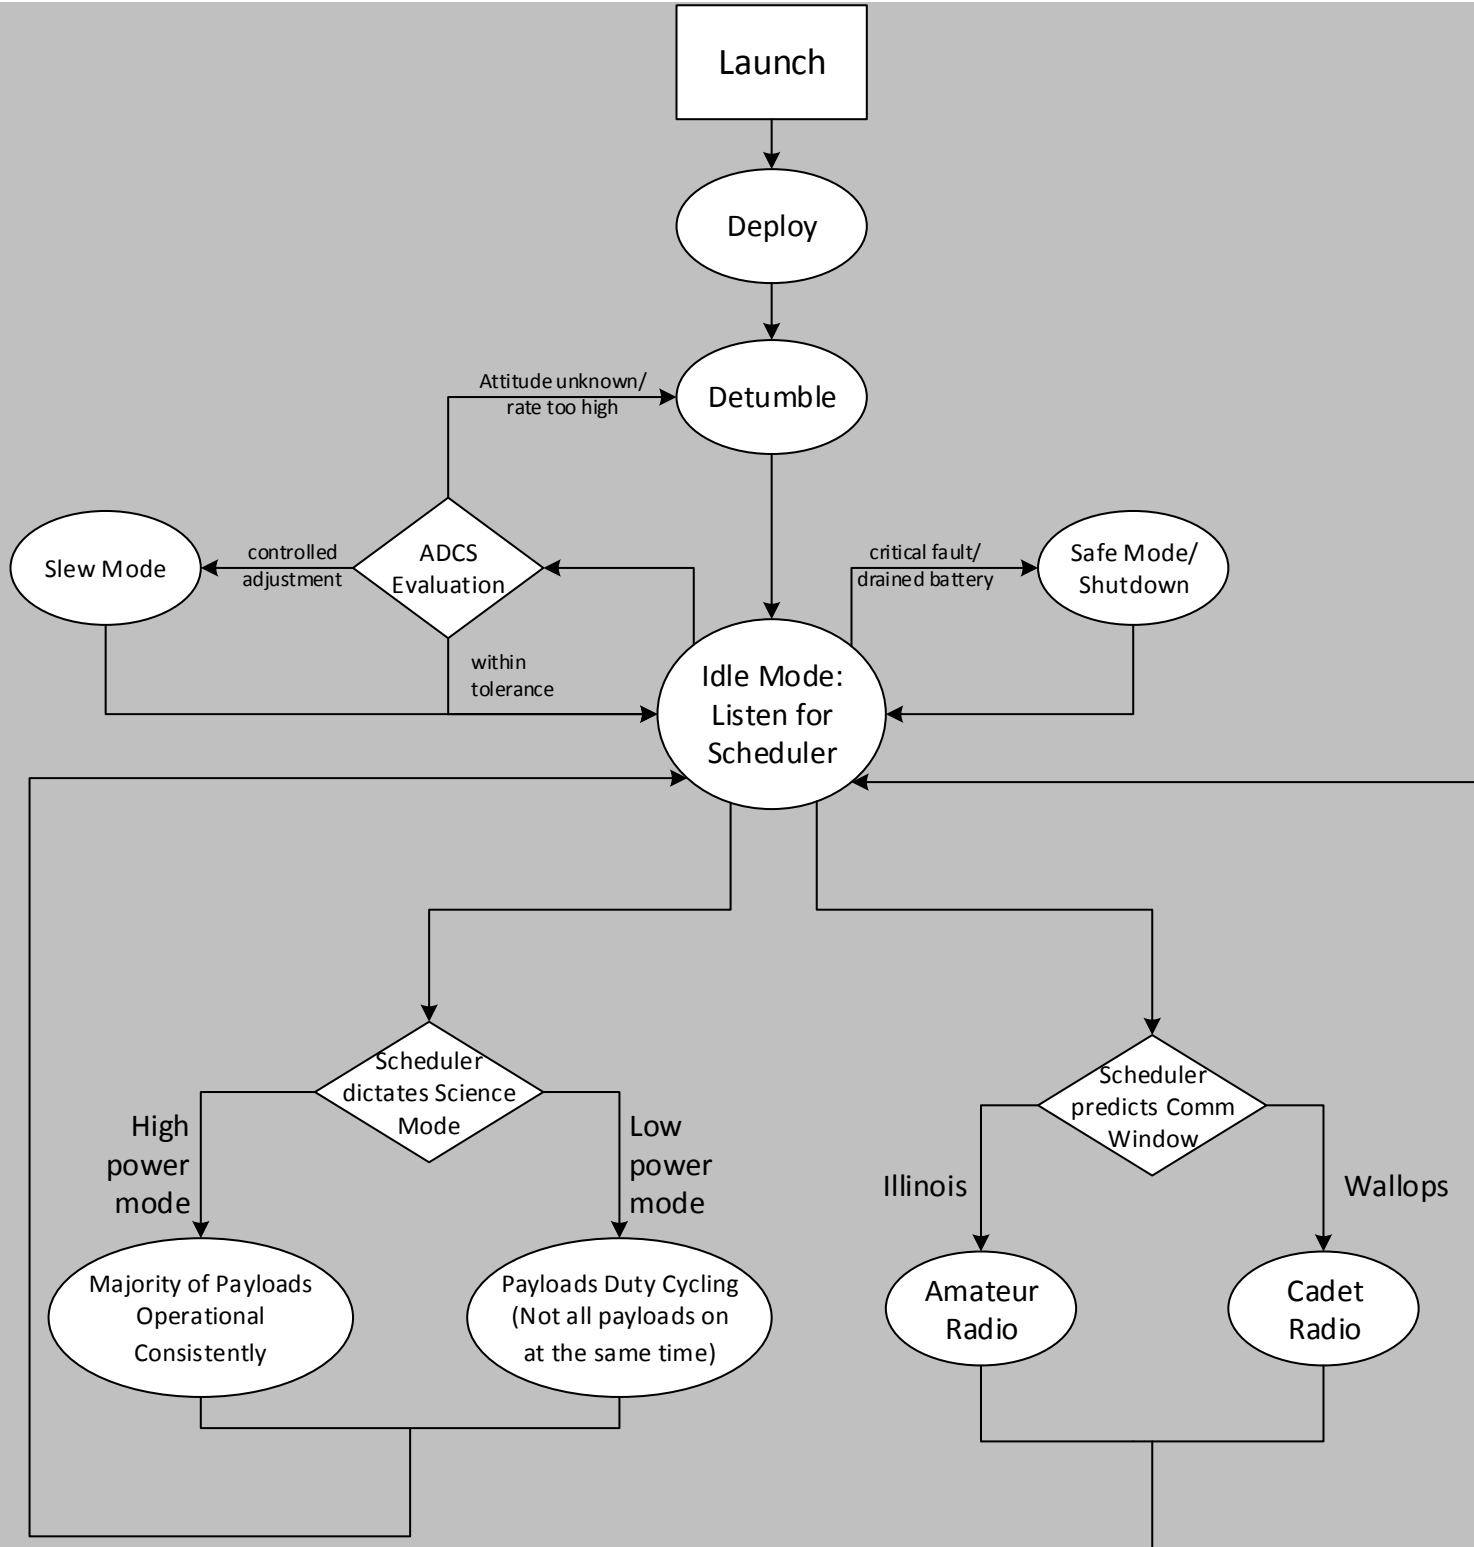 Launch
Deploy
Attitude unknown/
rate too high
Detumble
Slew Mode
controlled
adjustment
ADCS
Evaluation
critical fault/
drained battery
Safe Mode/
Shutdown
within
tolerance
Idle Mode:
Listen for
Scheduler
Scheduler
dictates Science
Mode
High
power
mode
Low
power
mode
Scheduler
predicts Comm
Window
Illinois
Wallops
Majority of Payloads
Operational
Consistently
Payloads Duty Cycling
(Not all payloads on
at the same time)
Amateur
Radio
Cadet
Radio